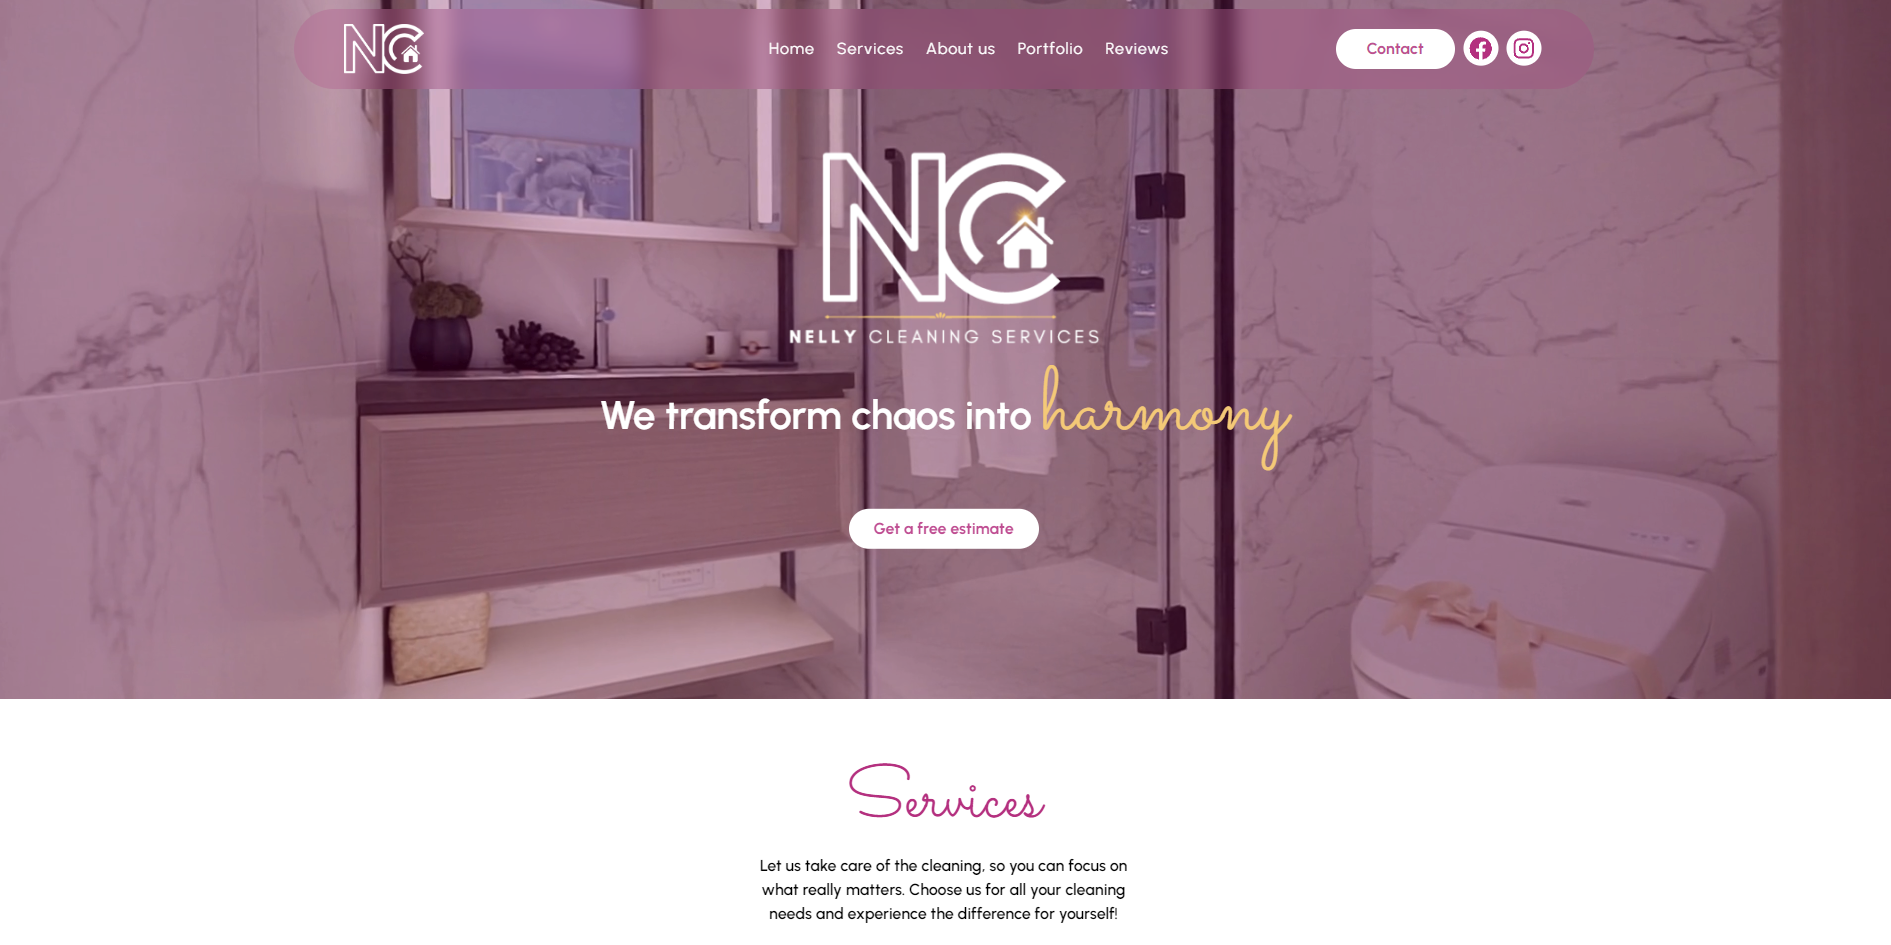 NC
Home Services About us Portfolio Reviews
Contact
NC
NELLY CLEANING SERVICES
We transform chaos into harmony
Get a free estimate
Services
Let us take care of the cleaning, so you can focus on
what really matters. Choose us for all your cleaning
needs and experience the difference for yourself!